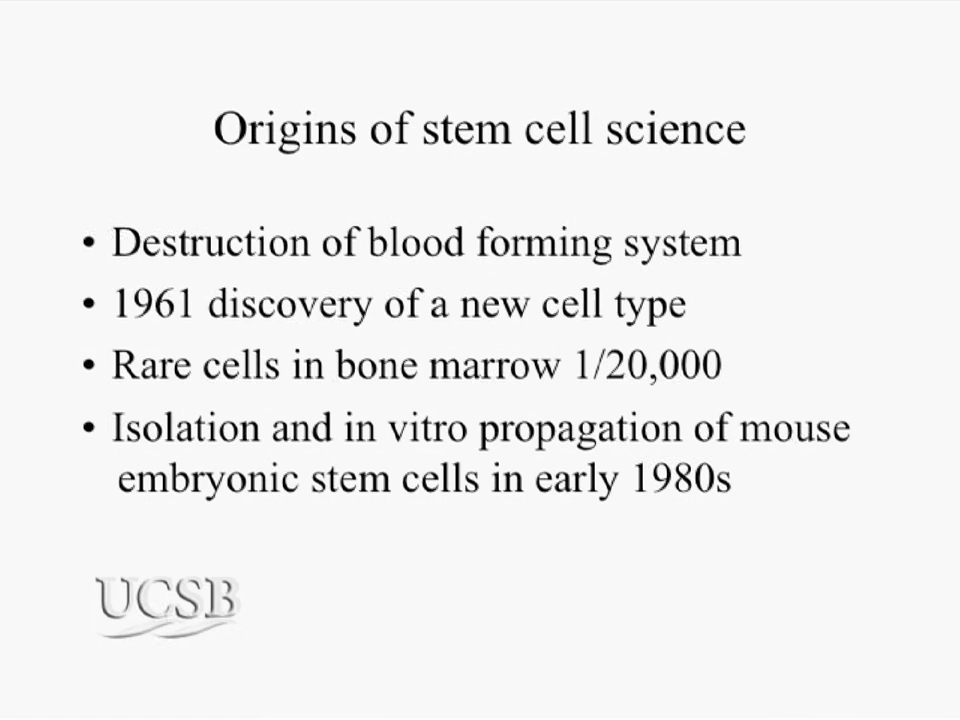 Origins of stem cell science
• Destruction of blood forming system
• 1961 discovery of a new cell type
• Rare cells in bone marrow 1/20,000
• Isolation and in vitro propagation of mouse
embryonic stem cells in early 1980s
UCSB